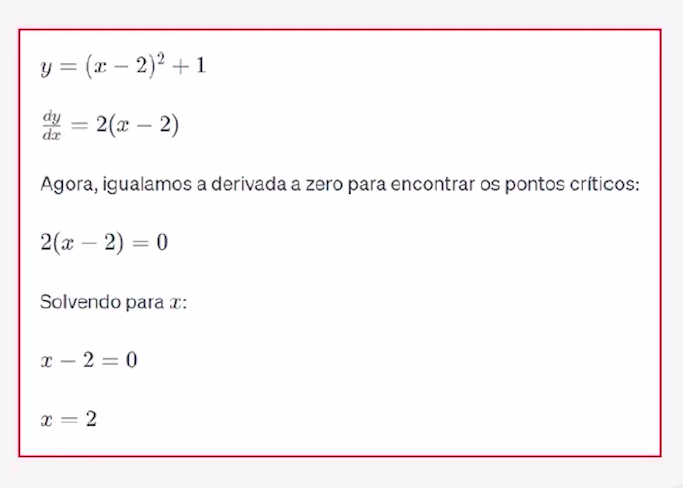 y = (x − 2)² + 1
dy/dx = 2(x − 2)
Agora, igualamos a derivada a zero para encontrar os pontos críticos:
2(x − 2) = 0
Solvendo para x:
x − 2 = 0
x = 2